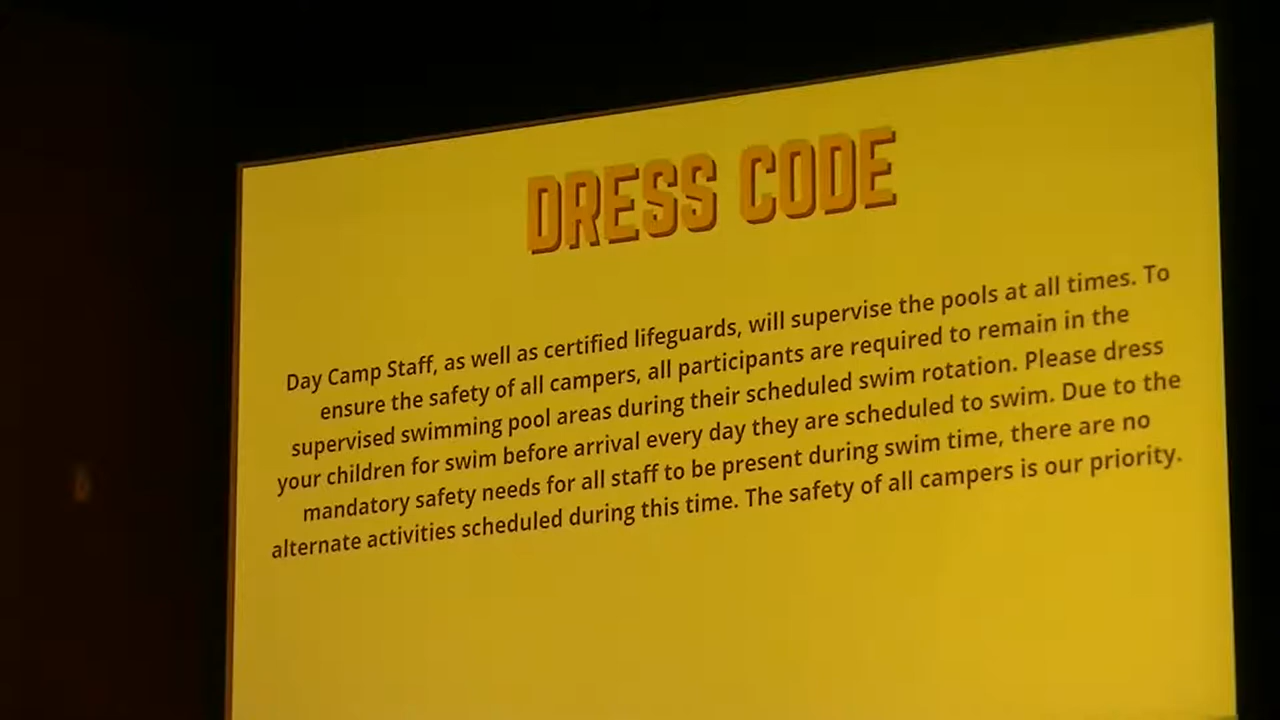 DRESS CODE
Day Camp Staff, as well as certified lifeguards, will supervise the pools at all times. To
ensure the safety of all campers, all participants are required to remain in the
supervised swimming pool areas during their scheduled swim rotation. Please dress
your children for swim before arrival every day they are scheduled to swim. Due to the
mandatory safety needs for all staff to be present during swim time, there are no
alternate activities scheduled during this time. The safety of all campers is our priority.